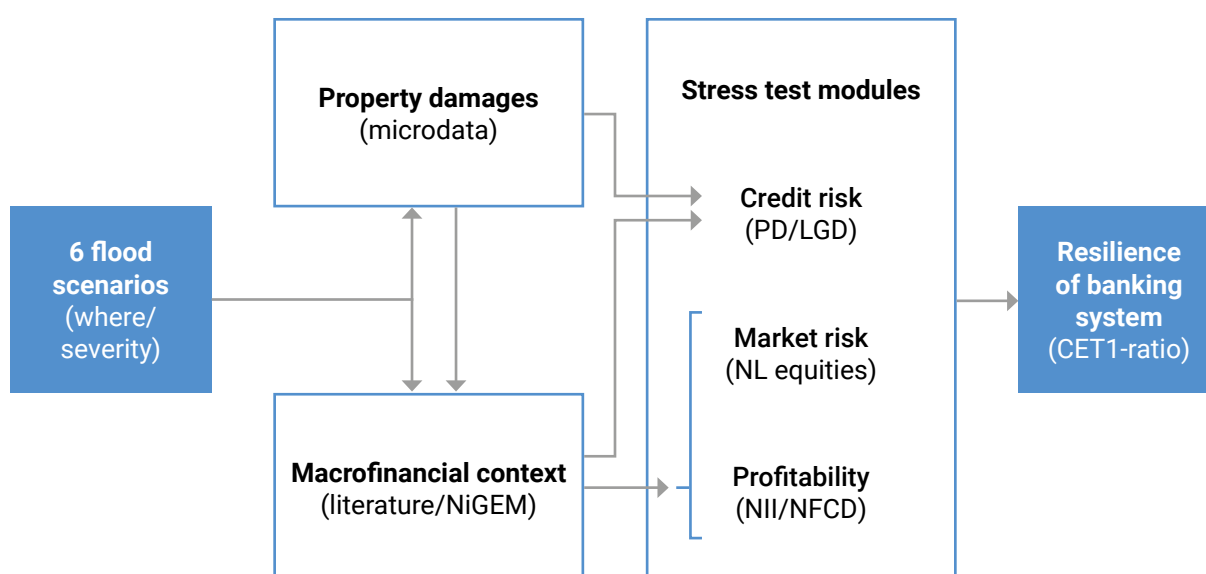 6 flood
scenarios
(where/
severity)
Property damages
(microdata)
Macrofinancial context
(literature/NiGEM)
Stress test modules
Credit risk
(PD/LGD)
Market risk
(NL equities)
Profitability
(NII/NFCD)
Resilience
of banking
system
(CET1-ratio)